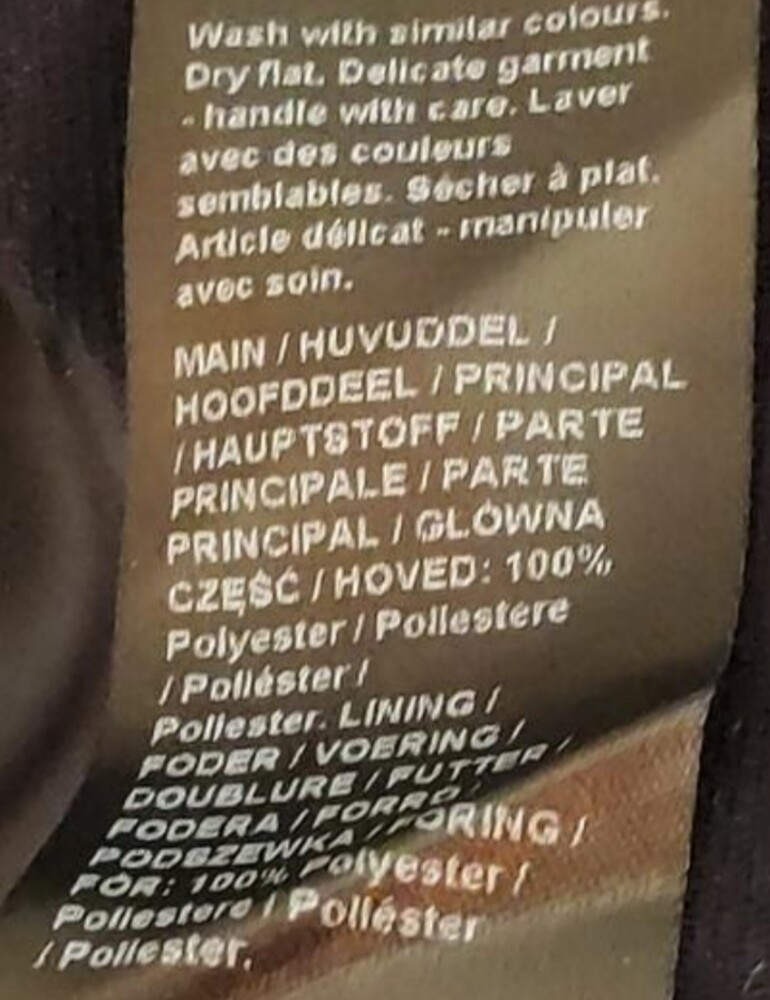 Wash with similar colours.
Dry flat. Delicate garment
- handle with care. Laver
avec des couleurs
semblables. Sécher à plat.
Article délicat - manipuler
avec soin.
MAIN / HUVUDDEL /
HOOFDDEEL / PRINCIPAL
/ HAUPTSTOFF / PARTE
PRINCIPALE / PARTE
PRINCIPAL / GŁÓWNA
CZĘŚĆ / HOVED: 100%
Polyester / Poliestere
/ Poliéster /
Poliester. LINING /
FODER / VOERING /
DOUBLURE / FUTTER /
FODERA / FORRO /
PODSZEWKA / FORING /
FÓR: 100% Polyester /
Poliestere / Poliéster
/ Poliester.